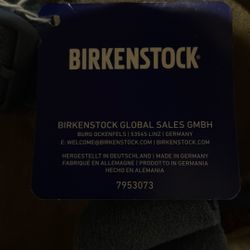 BIRKENSTOCK
BIRKENSTOCK GLOBAL SALES GMBH
BURG OCKENFELS | 53545 LINZ | GERMANY
E: WELCOME@BIRKENSTOCK.COM | BIRKENSTOCK.COM
HERGESTELLT IN DEUTSCHLAND | MADE IN GERMANY
FABRIQUÉ EN ALLEMAGNE / PRODOTTO IN GERMANIA
HECHO EN ALEMANIA
7953073